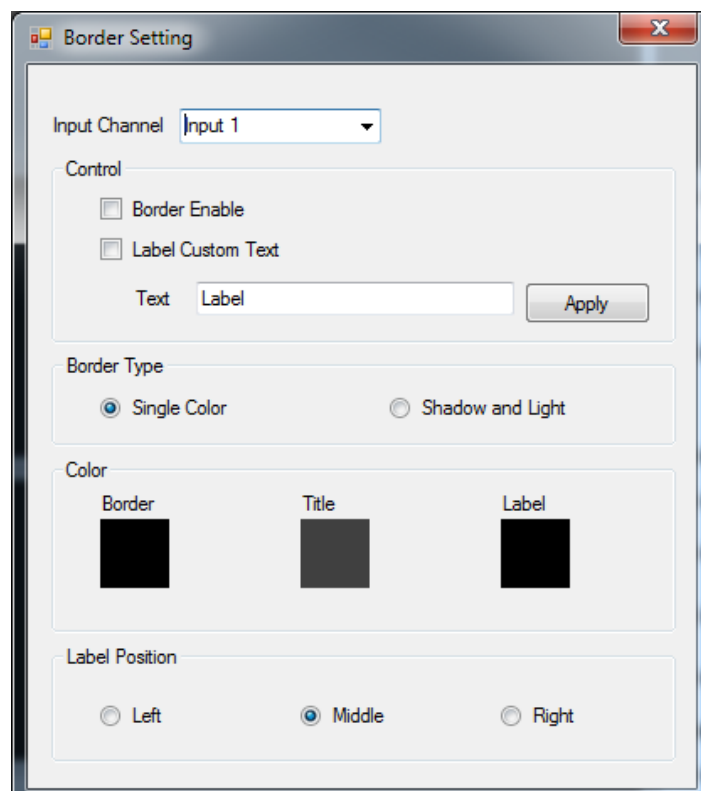 Border Setting
Input Channel Input 1
Control
Border Enable
Label Custom Text
Text Label Apply
Border Type
Single Color Shadow and Light
Color
Border Title Label
Label Position
Left Middle Right